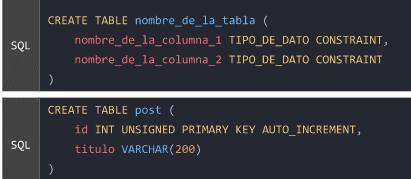 SQL
CREATE TABLE nombre_de_la_tabla (
nombre_de_la_columna_1 TIPO_DE_DATO CONSTRAINT,
nombre_de_la_columna_2 TIPO_DE_DATO CONSTRAINT
)
SQL
CREATE TABLE post (
id INT UNSIGNED PRIMARY KEY AUTO_INCREMENT,
titulo VARCHAR(200)
)